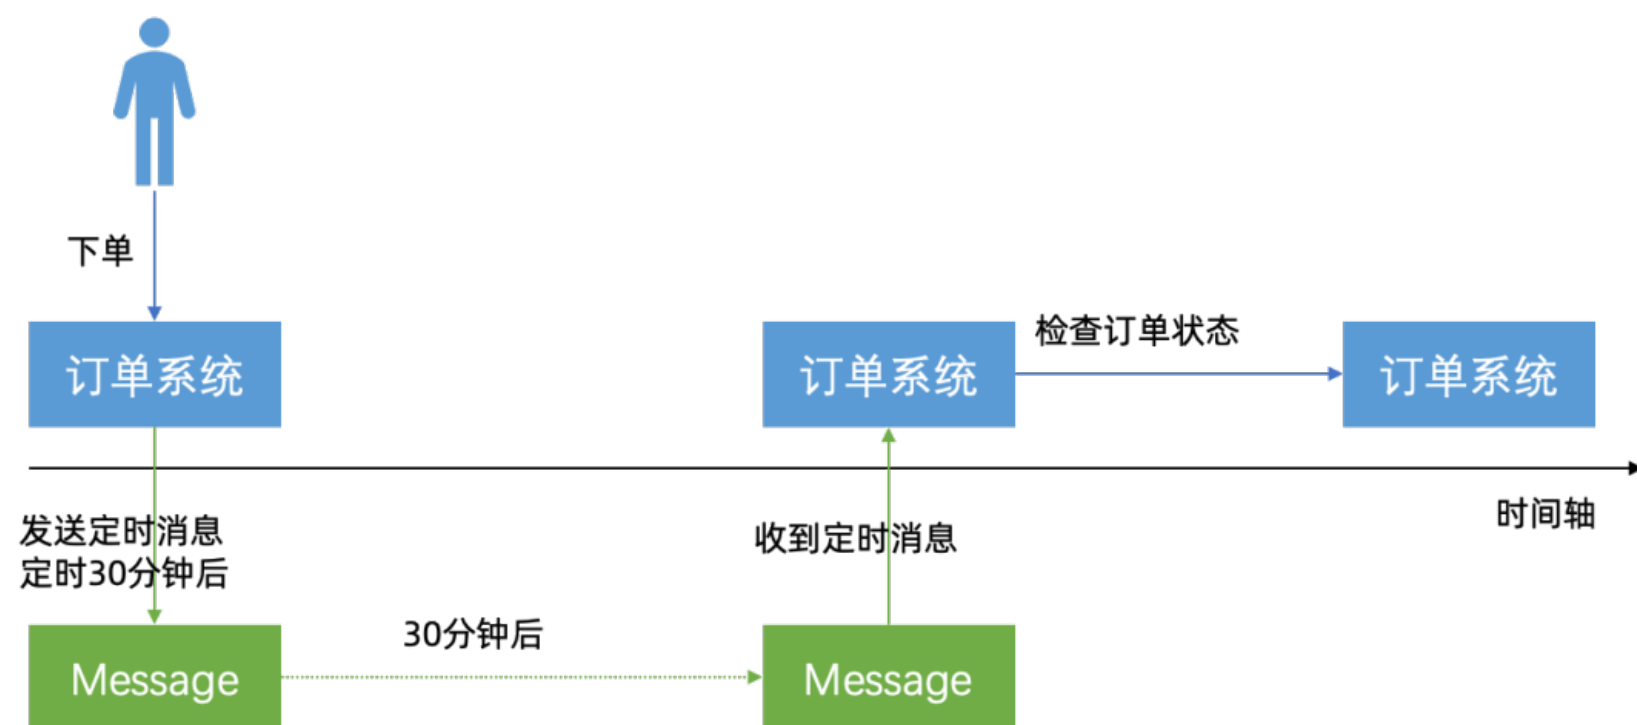 下单
订单系统
订单系统
检查订单状态
订单系统
时间轴
发送定时消息
定时30分钟后
收到定时消息
30分钟后
Message
Message